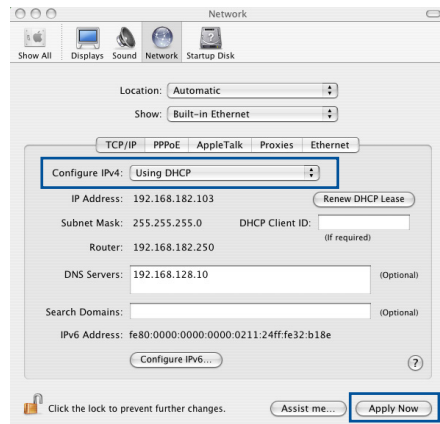 Network
Show All Displays Sound Network Startup Disk
Location: Automatic
Show: Built-in Ethernet
TCP/IP PPPoE AppleTalk Proxies Ethernet
Configure IPv4: Using DHCP
IP Address: 192.168.182.103 Renew DHCP Lease
Subnet Mask: 255.255.255.0 DHCP Client ID:
(If required)
Router: 192.168.182.250
DNS Servers: 192.168.128.10 (Optional)
Search Domains: (Optional)
IPv6 Address: fe80:0000:0000:0000:0211:24ff:fe32:b18e
Configure IPv6... ?
Click the lock to prevent further changes. Assist me... Apply Now